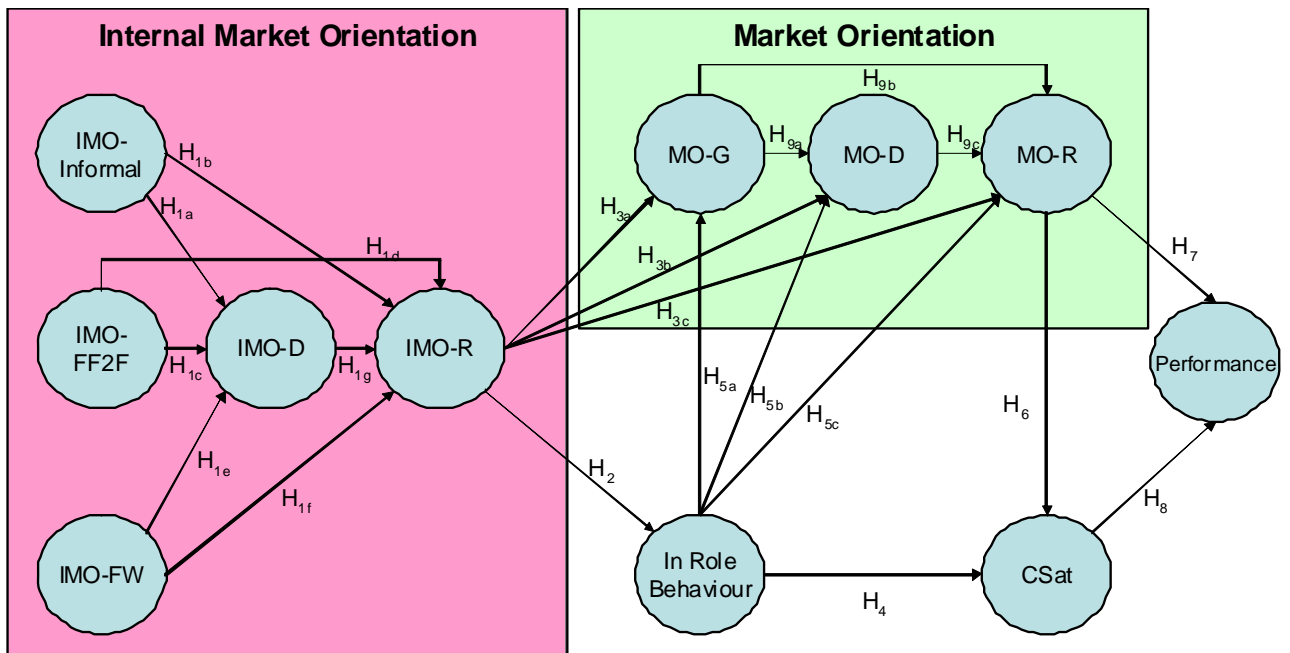 Internal Market Orientation
Market Orientation
IMO-
Informal
H1b
H1a
H1d
IMO-
FF2F
H1c
IMO-D
H1g
IMO-R
H1e
H1f
IMO-FW
MO-G
H9a
H9b
MO-D
H9c
MO-R
H3a
H3b
H3c
H7
H5a
H5b
H5c
H6
Performance
H2
H8
In Role
Behaviour
H4
CSat